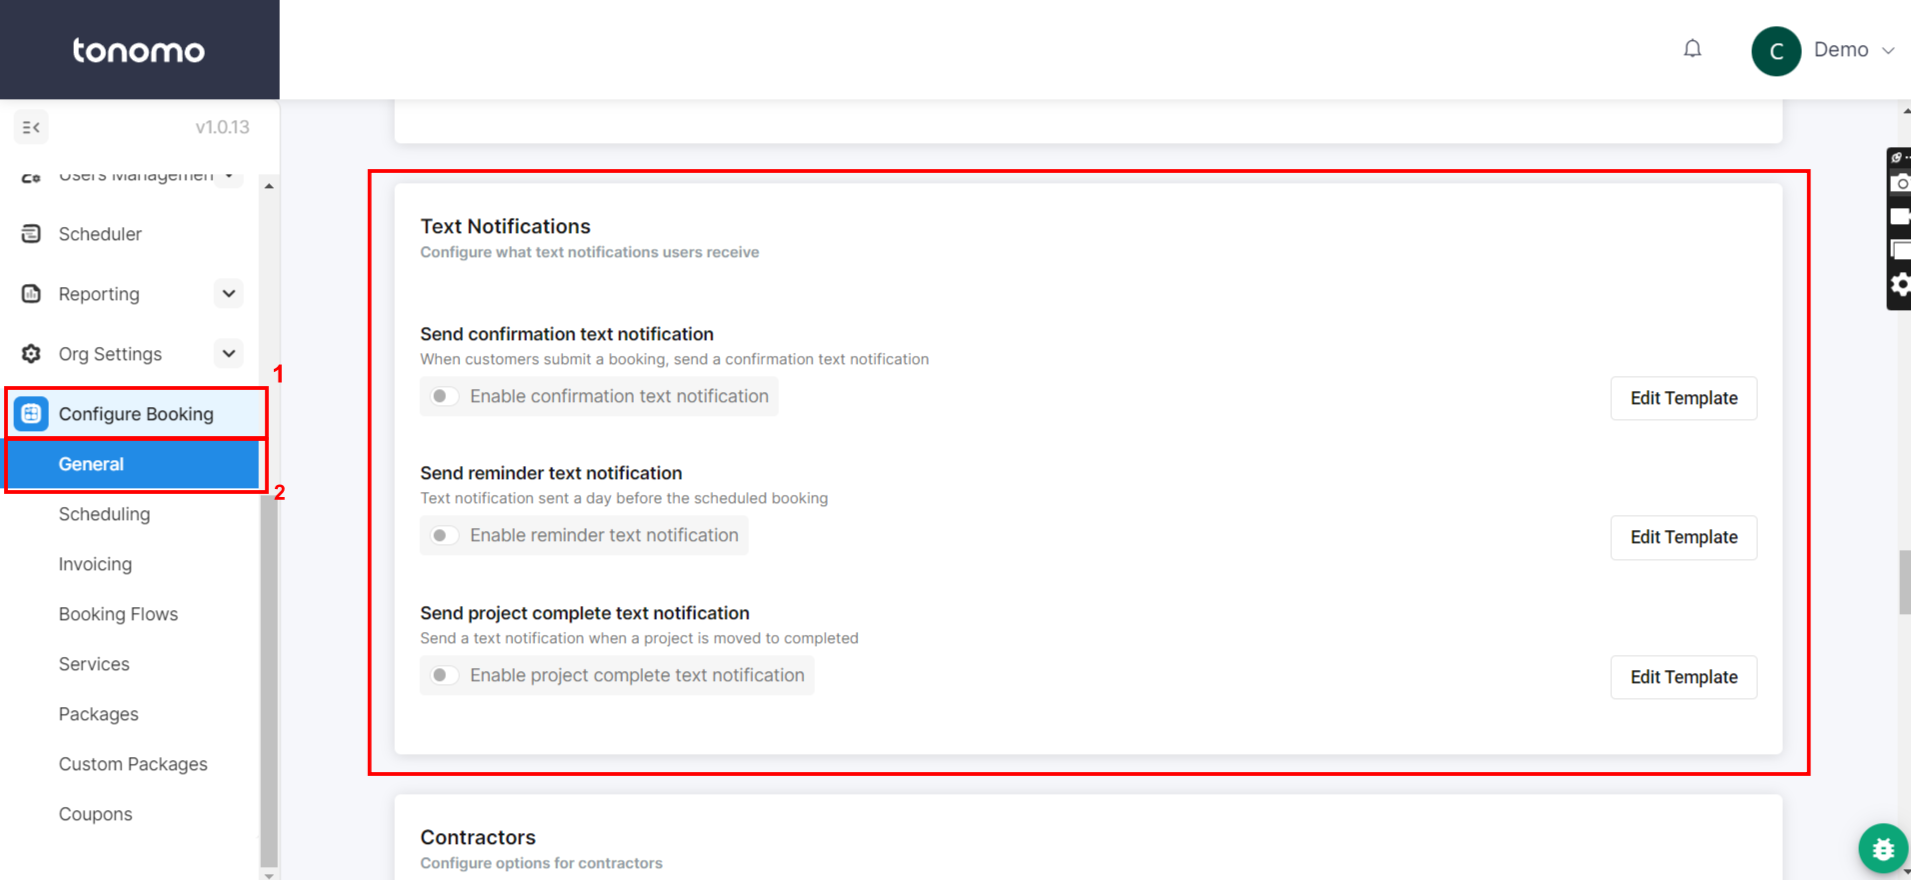 tonomo
C
Demo
v1.0.13
Users Managemen
Scheduler
Reporting
Org Settings
1
Configure Booking
General
2
Scheduling
Invoicing
Booking Flows
Services
Packages
Custom Packages
Coupons
Text Notifications
Configure what text notifications users receive
Send confirmation text notification
When customers submit a booking, send a confirmation text notification
Enable confirmation text notification
Edit Template
Send reminder text notification
Text notification sent a day before the scheduled booking
Enable reminder text notification
Edit Template
Send project complete text notification
Send a text notification when a project is moved to completed
Enable project complete text notification
Edit Template
Contractors
Configure options for contractors